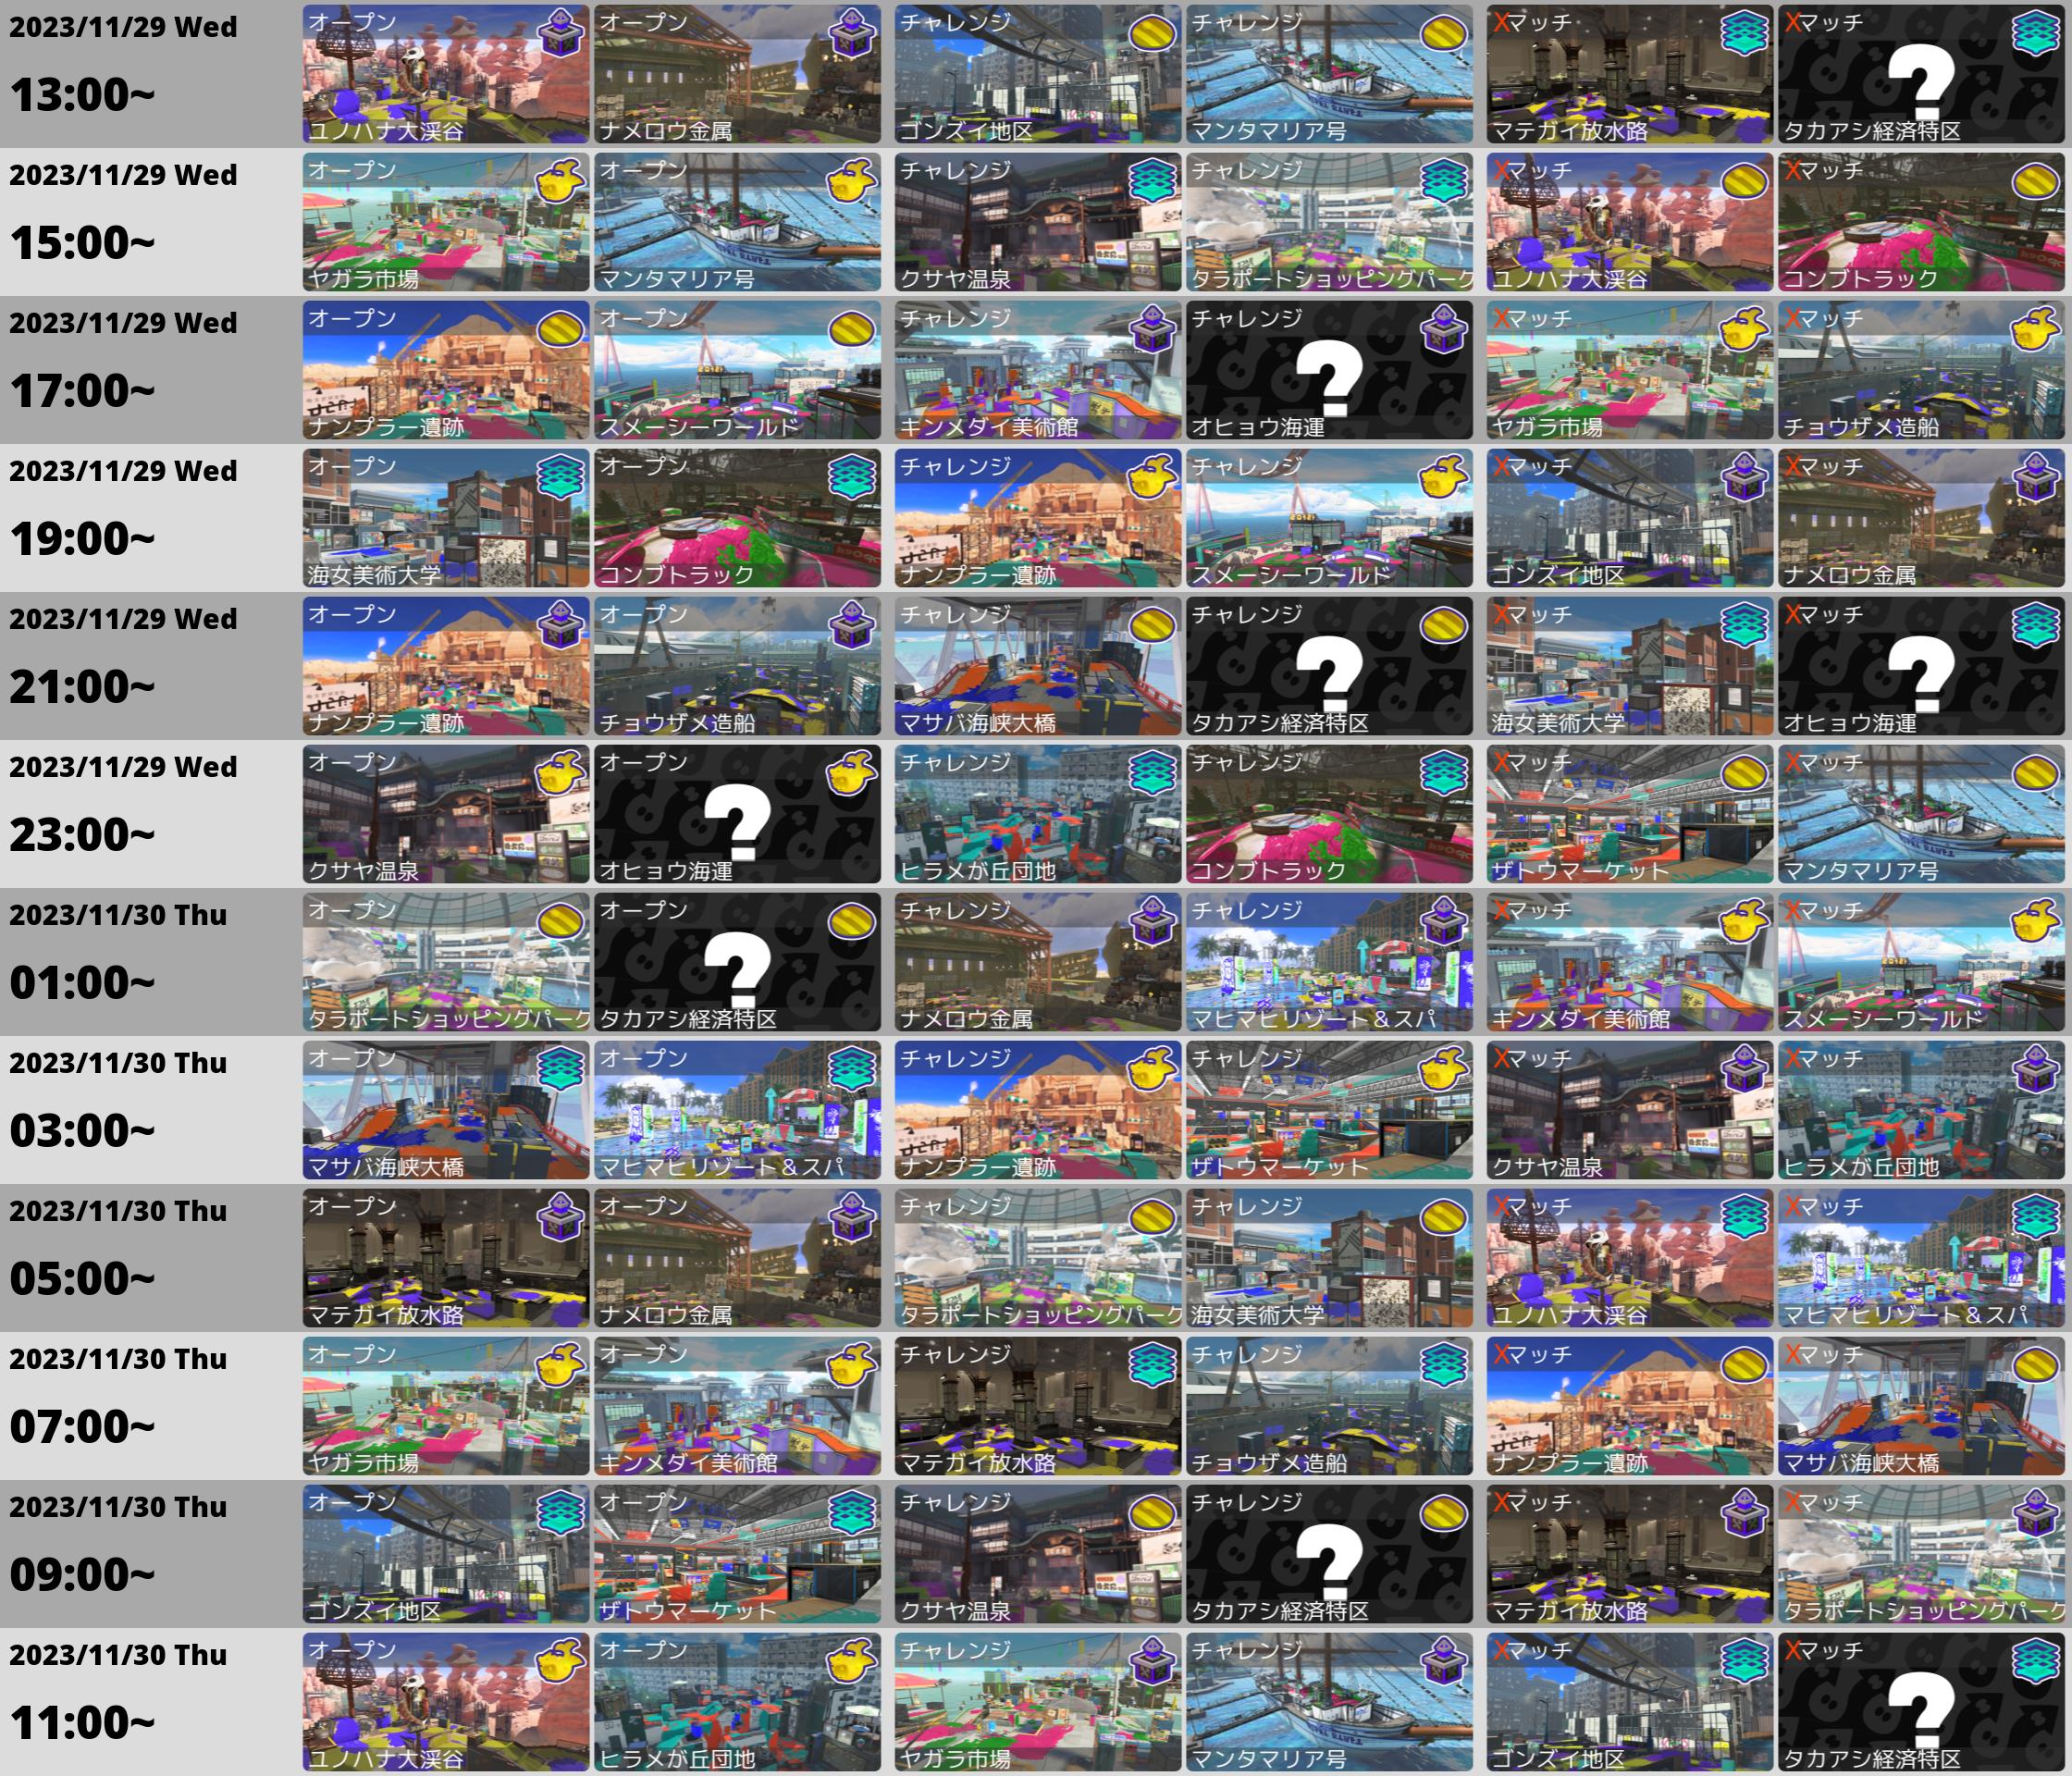 2023/11/29 Wed
13:00~
オープン
ユノハナ大渓谷
オープン
ナメロウ金属
チャレンジ
ゴンズイ地区
チャレンジ
マンタマリア号
Xマッチ
マテガイ放水路
Xマッチ
?
タカアシ経済特区
2023/11/29 Wed
15:00~
オープン
ヤガラ市場
オープン
マンタマリア号
チャレンジ
クサヤ温泉
チャレンジ
タラポートショッピングパーク
Xマッチ
ユノハナ大渓谷
Xマッチ
コンブトラック
2023/11/29 Wed
17:00~
オープン
ナンプラー遺跡
オープン
スメーシーワールド
チャレンジ
キンメダイ美術館
チャレンジ
?
オヒョウ海運
Xマッチ
ヤガラ市場
Xマッチ
チョウザメ造船
2023/11/29 Wed
19:00~
オープン
海女美術大学
オープン
コンブトラック
チャレンジ
ナンプラー遺跡
チャレンジ
スメーシーワールド
Xマッチ
ゴンズイ地区
Xマッチ
ナメロウ金属
2023/11/29 Wed
21:00~
オープン
ナンプラー遺跡
オープン
チョウザメ造船
チャレンジ
マサバ海峡大橋
チャレンジ
?
タカアシ経済特区
Xマッチ
海女美術大学
Xマッチ
?
オヒョウ海運
2023/11/29 Wed
23:00~
オープン
クサヤ温泉
オープン
?
オヒョウ海運
チャレンジ
ヒラメが丘団地
チャレンジ
コンブトラック
Xマッチ
ザトウマーケット
Xマッチ
マンタマリア号
2023/11/30 Thu
01:00~
オープン
タラポートショッピングパーク
オープン
?
タカアシ経済特区
チャレンジ
ナメロウ金属
チャレンジ
マヒマヒリゾート&スパ
Xマッチ
キンメダイ美術館
Xマッチ
スメーシーワールド
2023/11/30 Thu
03:00~
オープン
マサバ海峡大橋
オープン
マヒマヒリゾート&スパ
チャレンジ
ナンプラー遺跡
チャレンジ
ザトウマーケット
Xマッチ
クサヤ温泉
Xマッチ
ヒラメが丘団地
2023/11/30 Thu
05:00~
オープン
マテガイ放水路
オープン
ナメロウ金属
チャレンジ
タラポートショッピングパーク
チャレンジ
海女美術大学
Xマッチ
ユノハナ大渓谷
Xマッチ
マヒマヒリゾート&スパ
2023/11/30 Thu
07:00~
オープン
ヤガラ市場
オープン
キンメダイ美術館
チャレンジ
マテガイ放水路
チャレンジ
チョウザメ造船
Xマッチ
ナンプラー遺跡
Xマッチ
マサバ海峡大橋
2023/11/30 Thu
09:00~
オープン
ゴンズイ地区
オープン
ザトウマーケット
チャレンジ
クサヤ温泉
チャレンジ
?
タカアシ経済特区
Xマッチ
マテガイ放水路
Xマッチ
タラポートショッピングパーク
2023/11/30 Thu
11:00~
オープン
ユノハナ大渓谷
オープン
ヒラメが丘団地
チャレンジ
ヤガラ市場
チャレンジ
マンタマリア号
Xマッチ
ゴンズイ地区
Xマッチ
?
タカアシ経済特区